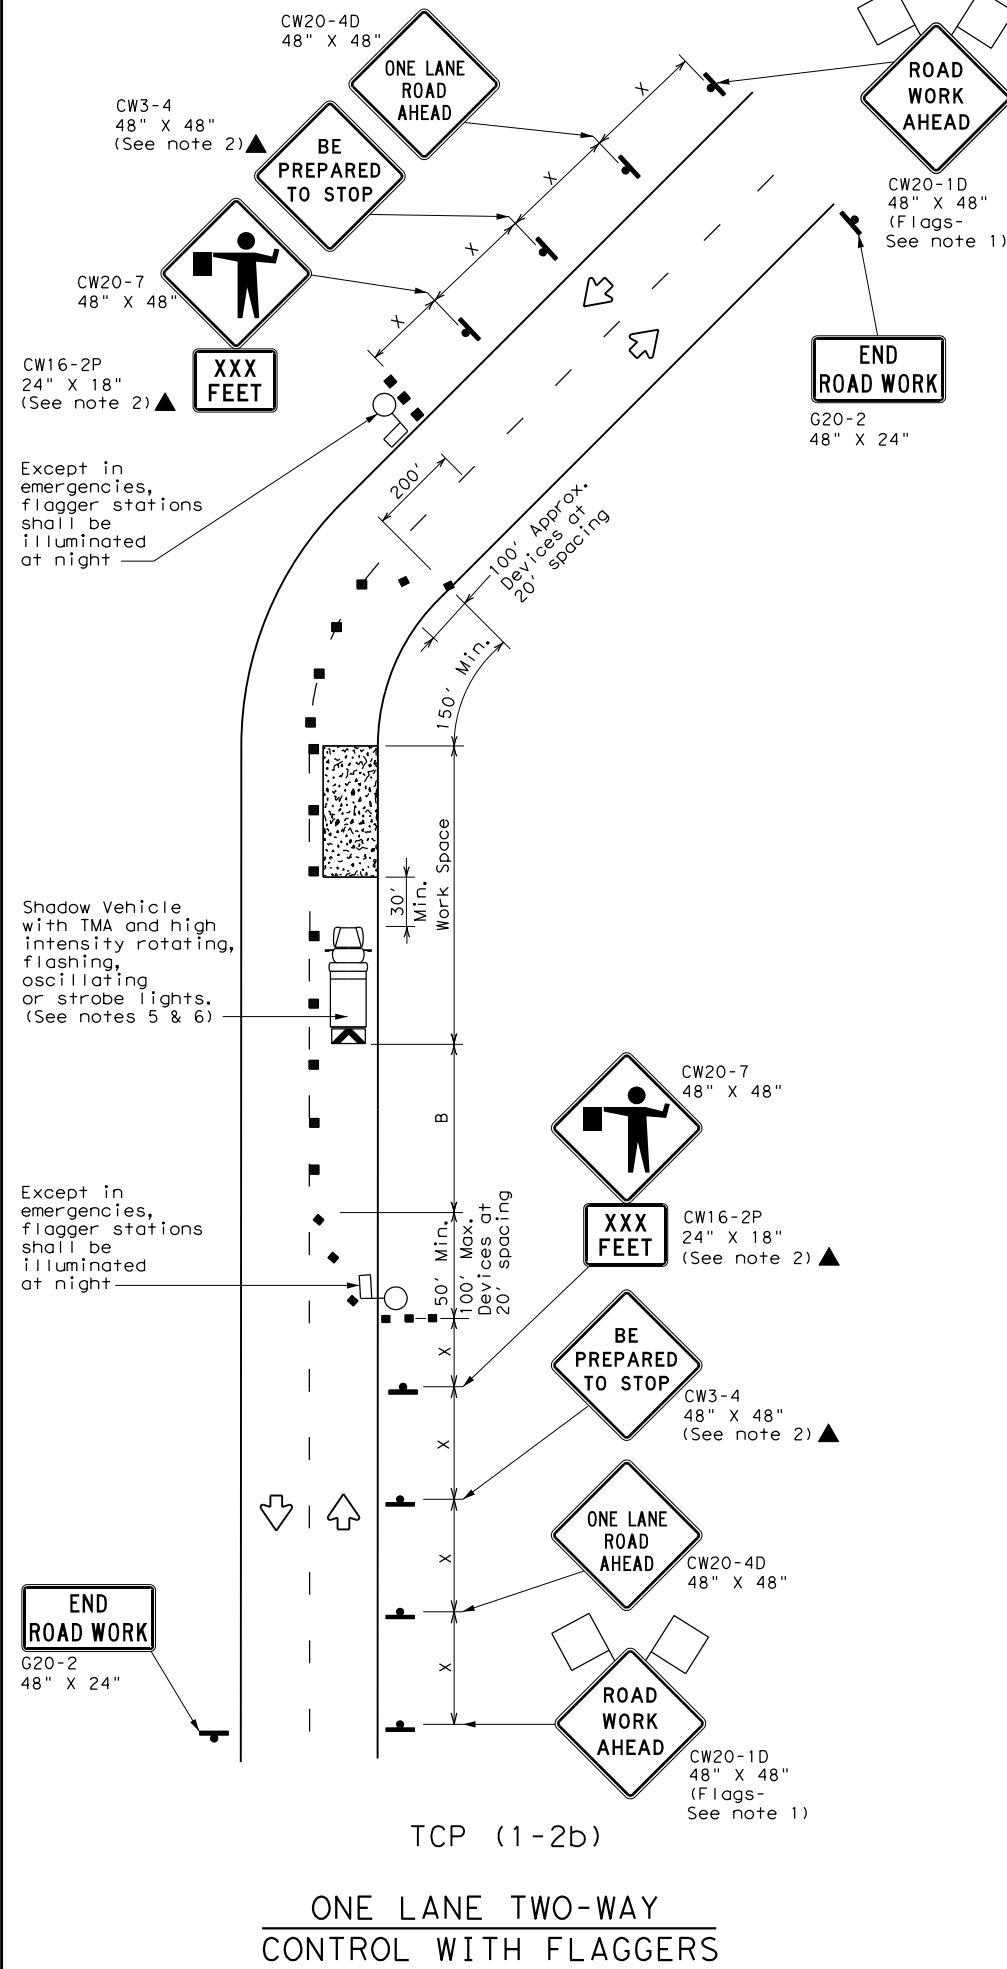 CW20-4D
48" X 48"
ONE LANE
ROAD
AHEAD
ROAD
WORK
AHEAD
CW20-1D
48" X 48"
(Flags-
See note 1)
CW3-4
48" X 48"
(See note 2)
BE
PREPARED
TO STOP
CW20-7
48" X 48"
CW16-2P
24" X 18"
(See note 2)
XXX
FEET
X
X
X
X
END
ROAD WORK
G20-2
48" X 24"
Except in
emergencies,
flagger stations
shall be
illuminated
at night
200'
100' Approx.
Devices at
20' spacing
150' Min.
Work Space
30'
Min.
Shadow Vehicle
with TMA and high
intensity rotating,
flashing,
oscillating
or strobe lights.
(See notes 5 & 6)
B
CW20-7
48" X 48"
XXX
FEET
CW16-2P
24" X 18"
(See note 2)
Except in
emergencies,
flagger stations
shall be
illuminated
at night
50' Min.
100' Max.
Devices at
20' spacing
X
BE
PREPARED
TO STOP
CW3-4
48" X 48"
(See note 2)
X
ONE LANE
ROAD
AHEAD
CW20-4D
48" X 48"
X
X
END
ROAD WORK
G20-2
48" X 24"
ROAD
WORK
AHEAD
CW20-1D
48" X 48"
(Flags-
See note 1)
TCP (1-2b)
ONE LANE TWO-WAY
CONTROL WITH FLAGGERS